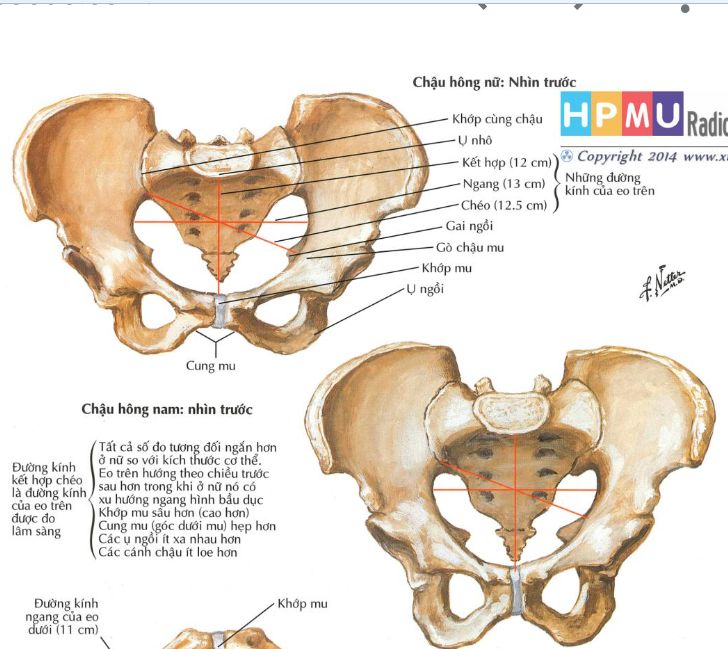 Chậu hông nữ: Nhìn trước
HPMU Radio
Copyright 2014 www.x
Khớp cùng chậu
Ụ nhô
Kết hợp (12 cm)
Ngang (13 cm)
Chéo (12.5 cm)
Những đường
kính của eo trên
Gai ngồi
Gò chậu mu
Khớp mu
Ụ ngồi
Cung mu
F. Netter
M.D.
Chậu hông nam: nhìn trước
Đường kính
kết hợp chéo
là đường kính
của eo trên
được đo
lâm sàng
Tất cả số đo tương đối ngắn hơn
ở nữ so với kích thước cơ thể.
Eo trên hướng theo chiều trước
sau hơn trong khi ở nữ nó có
xu hướng ngang hình bầu dục
Khớp mu sâu hơn (cao hơn)
Cung mu (góc dưới mu) hẹp hơn
Các ụ ngồi ít xa nhau hơn
Các cánh chậu ít loe hơn
Đường kính
ngang của eo
dưới (11 cm)
Khớp mu